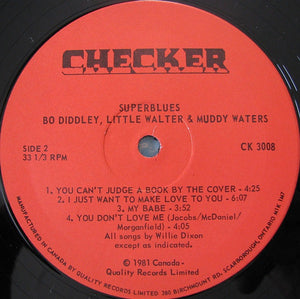 CHECKER
SUPERBLUES
BO DIDDLEY, LITTLE WALTER & MUDDY WATERS
SIDE 2
33 1/3 RPM
CK 3008
1. YOU CAN'T JUDGE A BOOK BY THE COVER - 4:25
2. I JUST WANT TO MAKE LOVE TO YOU - 6:07
3. MY BABE - 3:52
4. YOU DON'T LOVE ME (Jacobs/McDaniel/
Morganfield) - 4:05
All songs by Willie Dixon
except as indicated.
© 1981 Canada -
Quality Records Limited
MANUFACTURED IN CANADA BY QUALITY RECORDS LIMITED, 380 BIRCHMOUNT RD., SCARBOROUGH, ONTARIO M1K 1M7